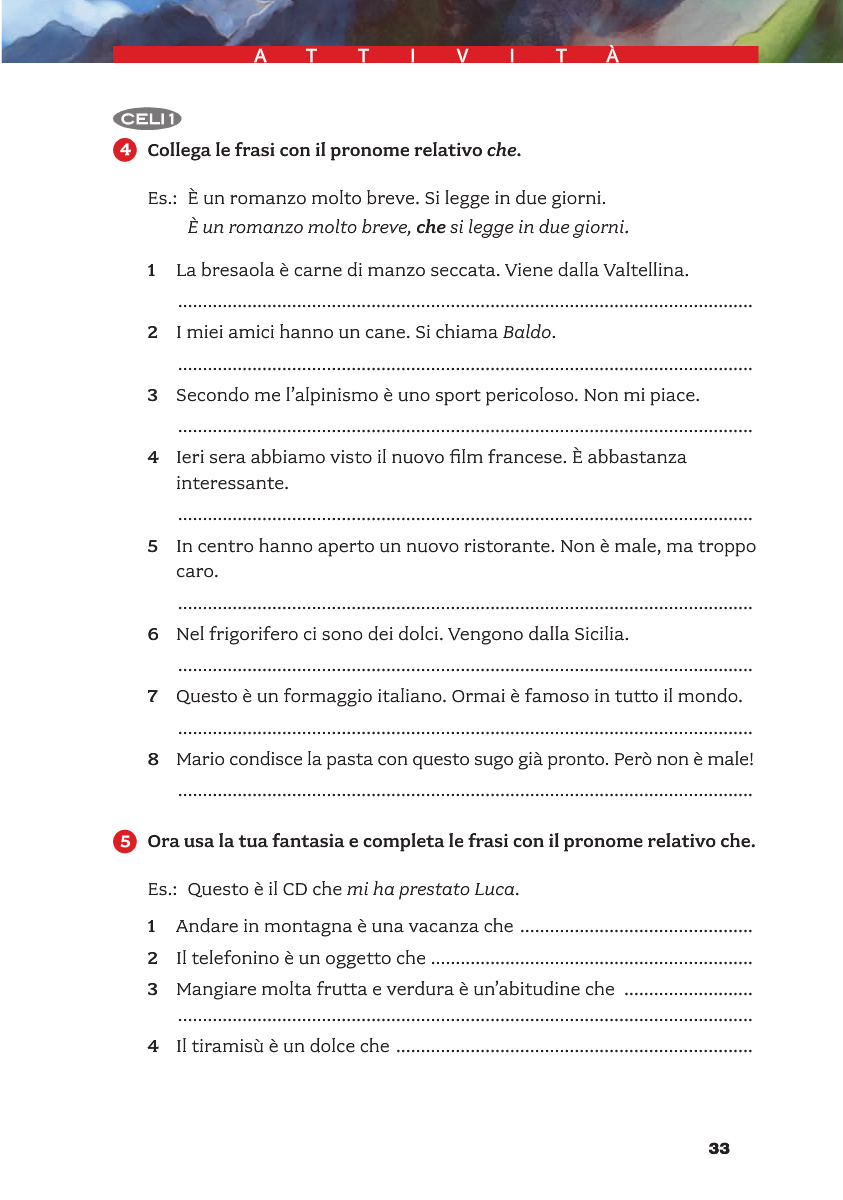 ATTIVITÀ
CELI 1
4 Collega le frasi con il pronome relativo che.
Es.: È un romanzo molto breve. Si legge in due giorni.
È un romanzo molto breve, che si legge in due giorni.
1 La bresaola è carne di manzo seccata. Viene dalla Valtellina.
....................................................................................................................
2 I miei amici hanno un cane. Si chiama Baldo.
....................................................................................................................
3 Secondo me l’alpinismo è uno sport pericoloso. Non mi piace.
....................................................................................................................
4 Ieri sera abbiamo visto il nuovo film francese. È abbastanza
interessante.
....................................................................................................................
5 In centro hanno aperto un nuovo ristorante. Non è male, ma troppo
caro.
....................................................................................................................
6 Nel frigorifero ci sono dei dolci. Vengono dalla Sicilia.
....................................................................................................................
7 Questo è un formaggio italiano. Ormai è famoso in tutto il mondo.
....................................................................................................................
8 Mario condisce la pasta con questo sugo già pronto. Però non è male!
....................................................................................................................
5 Ora usa la tua fantasia e completa le frasi con il pronome relativo che.
Es.: Questo è il CD che mi ha prestato Luca.
1 Andare in montagna è una vacanza che ...............................................
2 Il telefonino è un oggetto che .................................................................
3 Mangiare molta frutta e verdura è un’abitudine che ..........................
....................................................................................................................
4 Il tiramisù è un dolce che ........................................................................
33